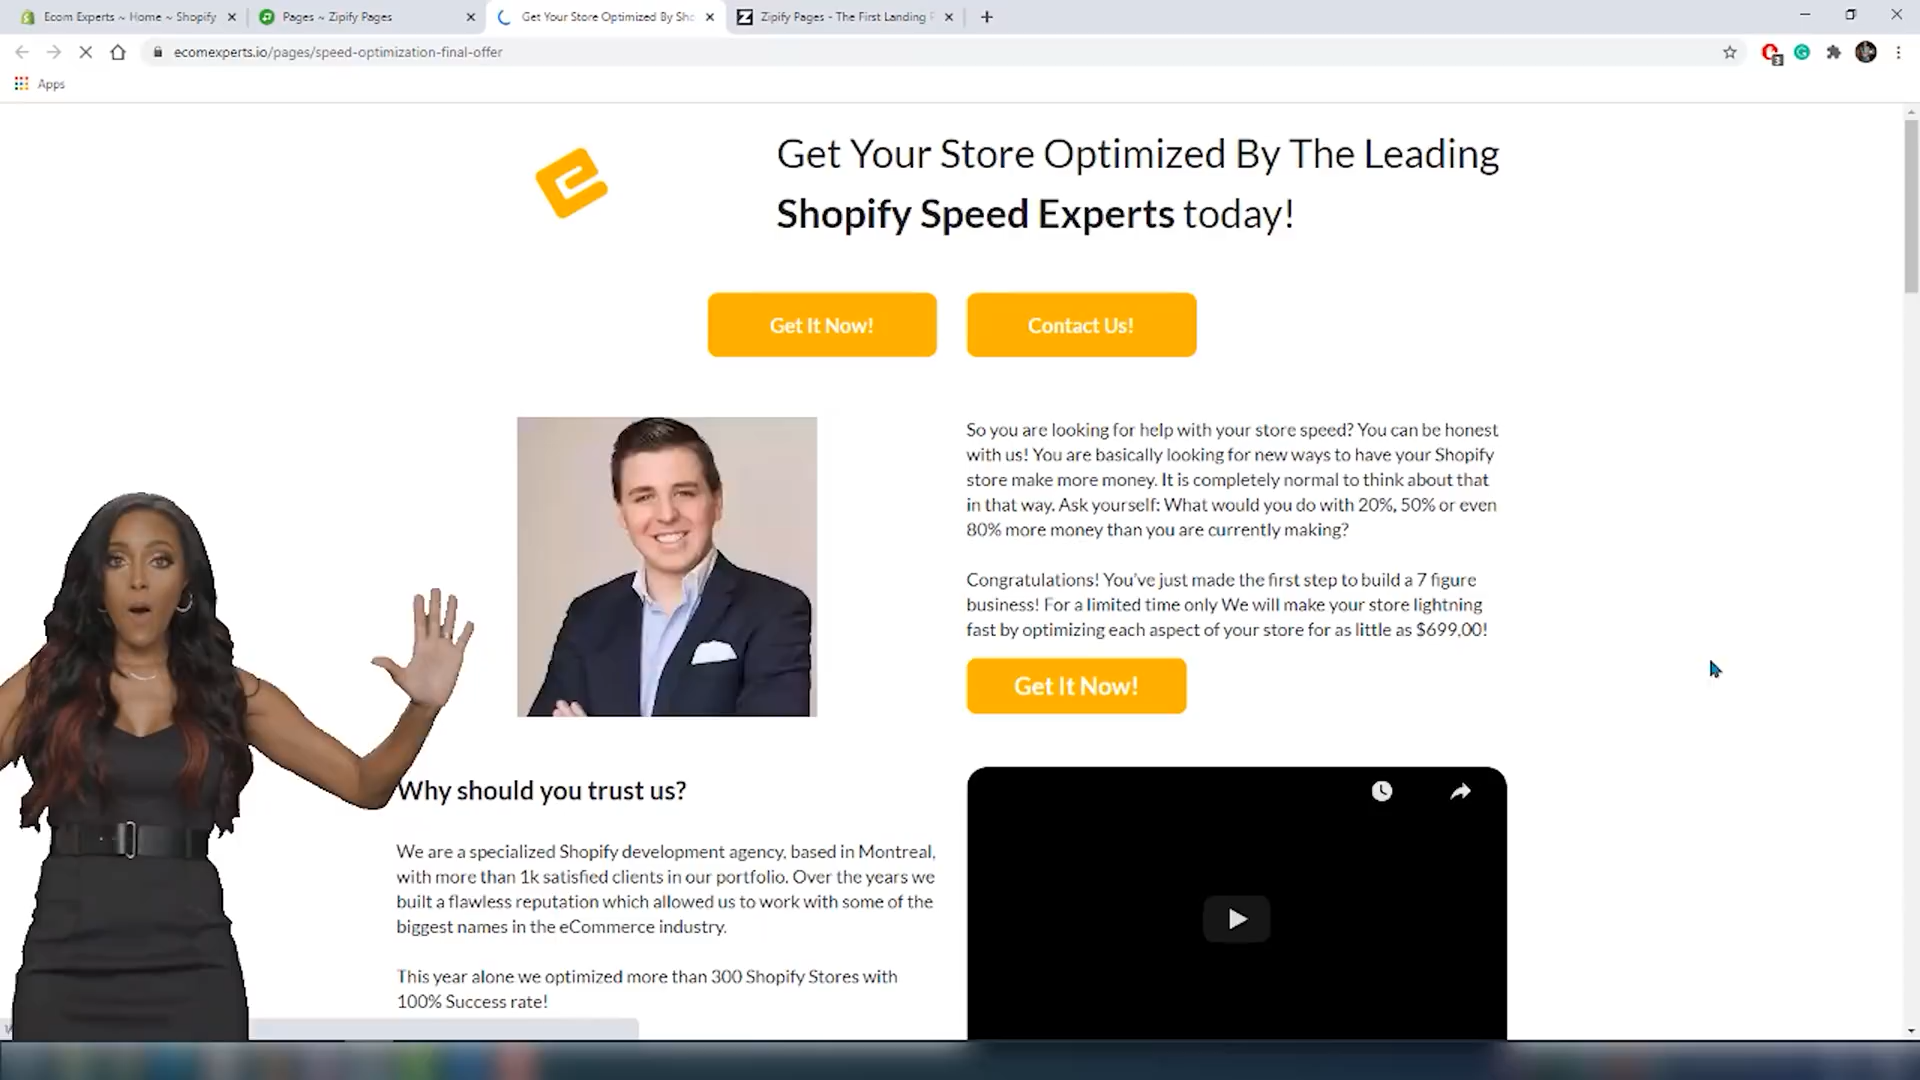 Ecom Experts ~ Home ~ Shopify
Pages ~ Zipify Pages
Get Your Store Optimized By Sho
Zipify Pages - The First Landing
ecomexperts.io/pages/speed-optimization-final-offer
3
Apps
Get Your Store Optimized By The Leading
Shopify Speed Experts today!
Get It Now!
Contact Us!
So you are looking for help with your store speed? You can be honest
with us! You are basically looking for new ways to have your Shopify
store make more money. It is completely normal to think about that
in that way. Ask yourself: What would you do with 20%, 50% or even
80% more money than you are currently making?
Congratulations! You've just made the first step to build a 7 figure
business! For a limited time only We will make your store lightning
fast by optimizing each aspect of your store for as little as $699,00!
Get It Now!
Why should you trust us?
We are a specialized Shopify development agency, based in Montreal,
with more than 1k satisfied clients in our portfolio. Over the years we
built a flawless reputation which allowed us to work with some of the
biggest names in the eCommerce industry.
This year alone we optimized more than 300 Shopify Stores with
100% Success rate!